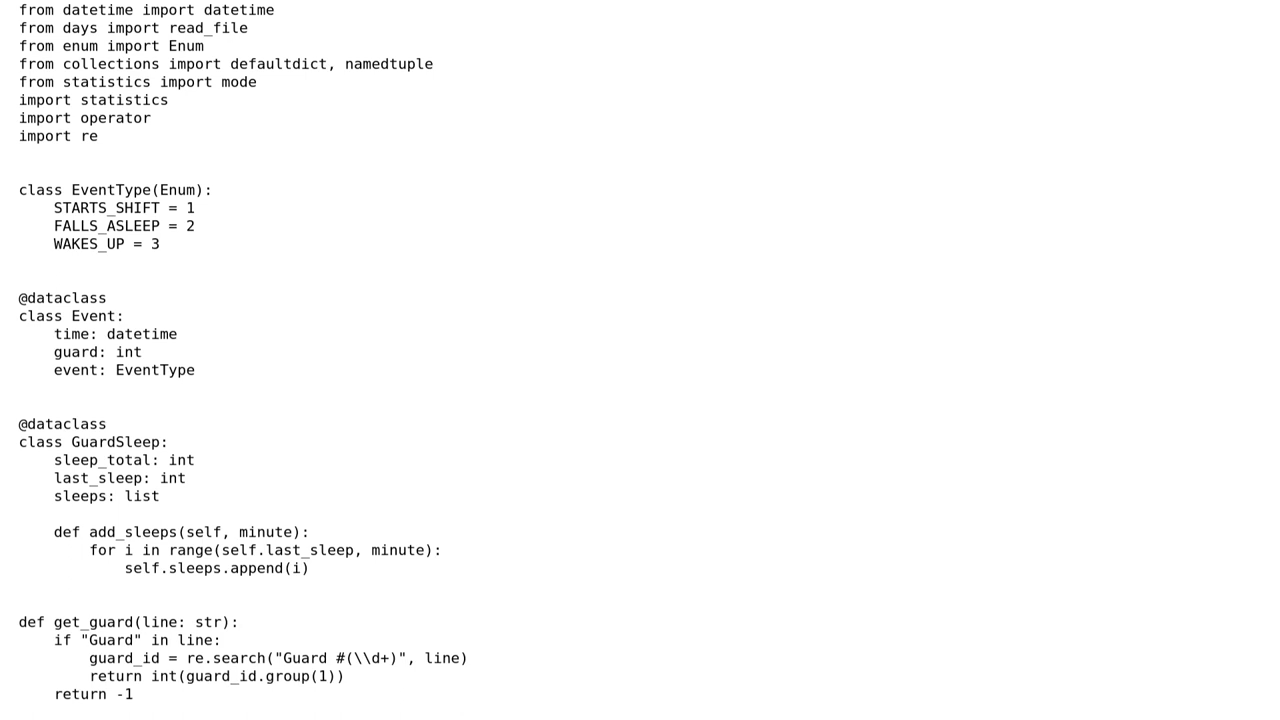 from datetime import datetime
from days import read_file
from enum import Enum
from collections import defaultdict, namedtuple
from statistics import mode
import statistics
import operator
import re


class EventType(Enum):
    STARTS_SHIFT = 1
    FALLS_ASLEEP = 2
    WAKES_UP = 3


@dataclass
class Event:
    time: datetime
    guard: int
    event: EventType


@dataclass
class GuardSleep:
    sleep_total: int
    last_sleep: int
    sleeps: list

    def add_sleeps(self, minute):
        for i in range(self.last_sleep, minute):
            self.sleeps.append(i)


def get_guard(line: str):
    if "Guard" in line:
        guard_id = re.search("Guard #(\\d+)", line)
        return int(guard_id.group(1))
    return -1